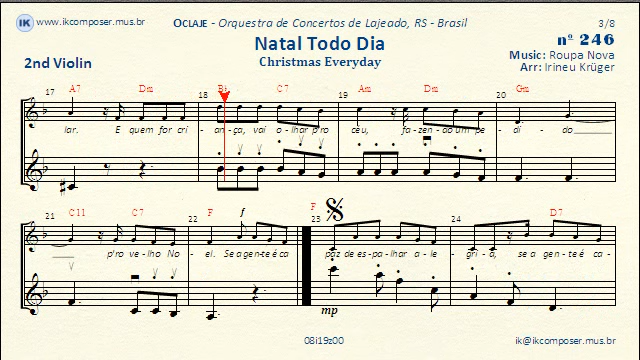 www.ikcomposer.mus.br
OCLAJE - Orquestra de Concertos de Lajeado, RS - Brasil
3/8
Natal Todo Dia
nº 246
Christmas Everyday
Music: Roupa Nova
2nd Violin
Arr: Irineu Krüger
17 A7 Dm 18 C7 19 Am Dm 20 Gm
lar. E quem for cri - an - ça, vai o - lhar p'ro céu, fa - zen - do um pe - di - do
21 C11 C7 22 F f 23 F 24 D7
p'ro ve - lho No - el. Se a gen - te é ca paz de es - pa - lhar a - le - gri - a, se a gen - te é ca -
mp
08i19z00
ik@ikcomposer.mus.br